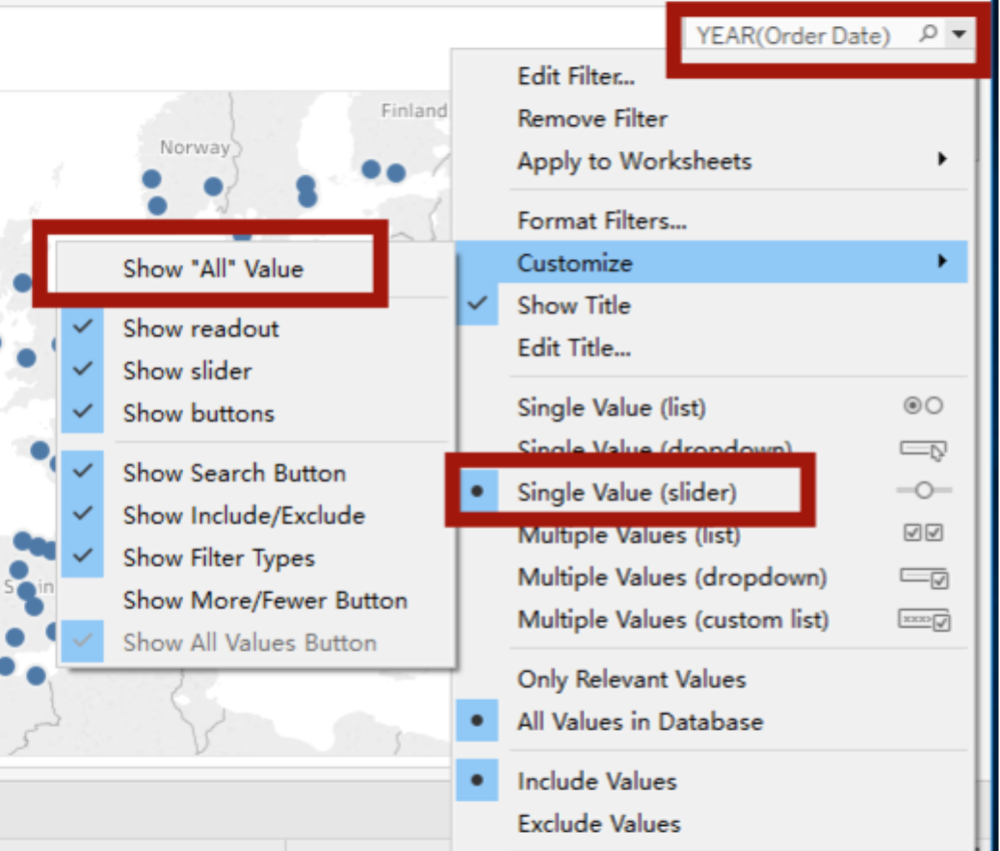 YEAR(Order Date)
Edit Filter...
Remove Filter
Apply to Worksheets
Format Filters...
Customize
Show Title
Edit Title...
Single Value (list)
Single Value (dropdown)
Single Value (slider)
Multiple Values (list)
Multiple Values (dropdown)
Multiple Values (custom list)
Only Relevant Values
All Values in Database
Include Values
Exclude Values
Show "All" Value
Show readout
Show slider
Show buttons
Show Search Button
Show Include/Exclude
Show Filter Types
Show More/Fewer Button
Show All Values Button
Finland
Norway